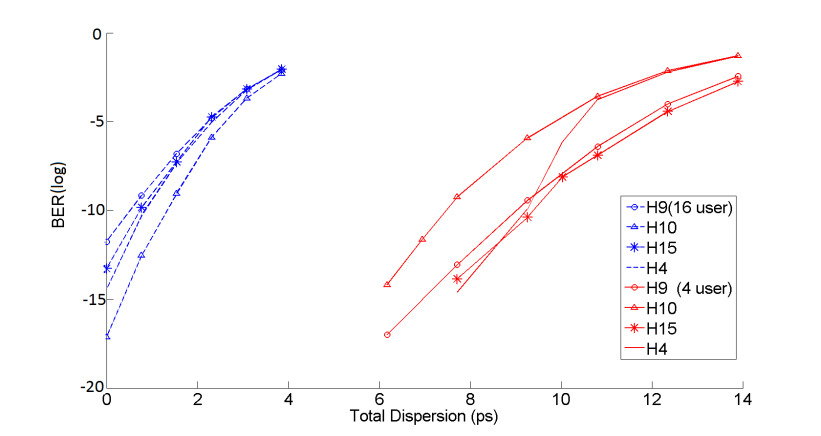 0
-5
-10
-15
-20
BER(log)
0 2 4 6 8 10 12 14
Total Dispersion (ps)
H9(16 user)
H10
H15
H4
H9 (4 user)
H10
H15
H4